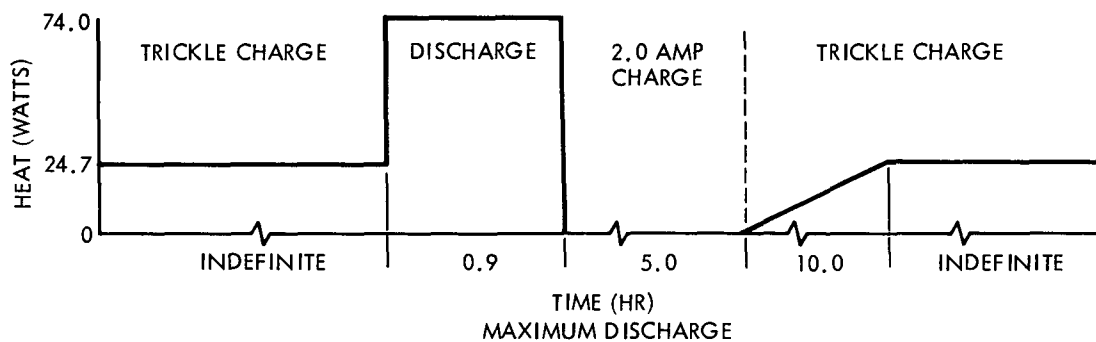 74.0
TRICKLE CHARGE
DISCHARGE
2.0 AMP
CHARGE
TRICKLE CHARGE
HEAT (WATTS)
24.7
0
INDEFINITE
0.9
5.0
10.0
INDEFINITE
TIME (HR)
MAXIMUM DISCHARGE